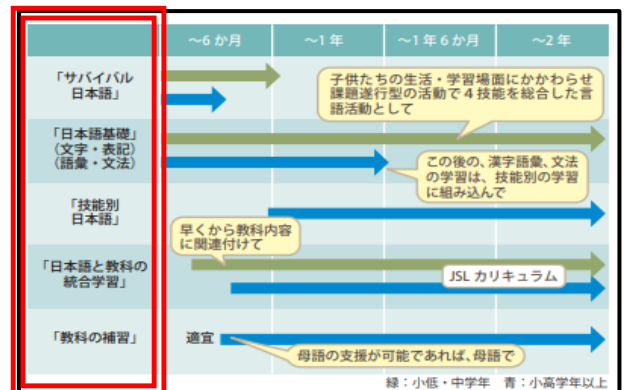 ～6 か月
～1 年
～1 年 6 か月
～2 年
「サバイバル
日本語」
子供たちの生活・学習場面にかかわらせ
課題遂行型の活動で 4 技能を総合した言
語活動として
「日本語基礎」
（文字・表記）
（語彙・文法）
この後の、漢字語彙、文法
の学習は、技能別の学習
に組み込んで
「技能別
日本語」
早くから教科内容
に関連付けて
「日本語と教科の
統合学習」
JSL カリキュラム
「教科の補習」
適宜
母語の支援が可能であれば、母語で
緑：小低・中学年　青：小高学年以上